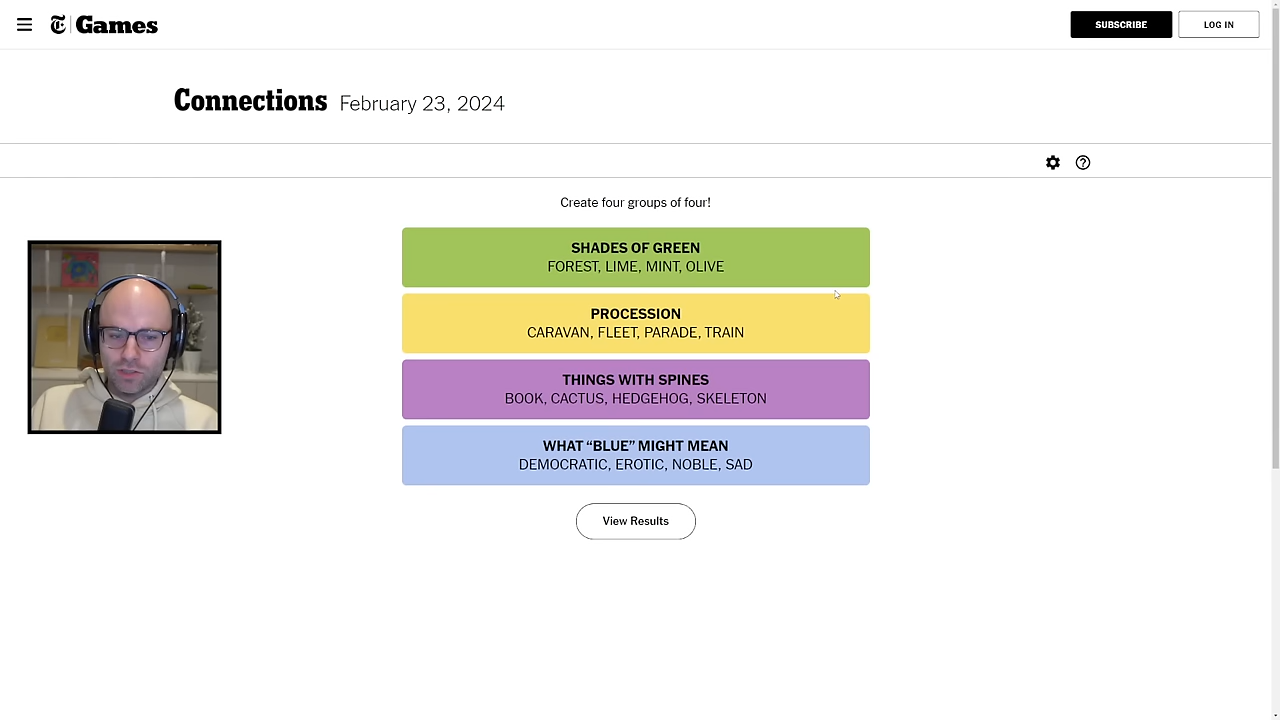 Games
SUBSCRIBE
LOG IN
Connections February 23, 2024
Create four groups of four!
SHADES OF GREEN
FOREST, LIME, MINT, OLIVE
PROCESSION
CARAVAN, FLEET, PARADE, TRAIN
THINGS WITH SPINES
BOOK, CACTUS, HEDGEHOG, SKELETON
WHAT “BLUE” MIGHT MEAN
DEMOCRATIC, EROTIC, NOBLE, SAD
View Results